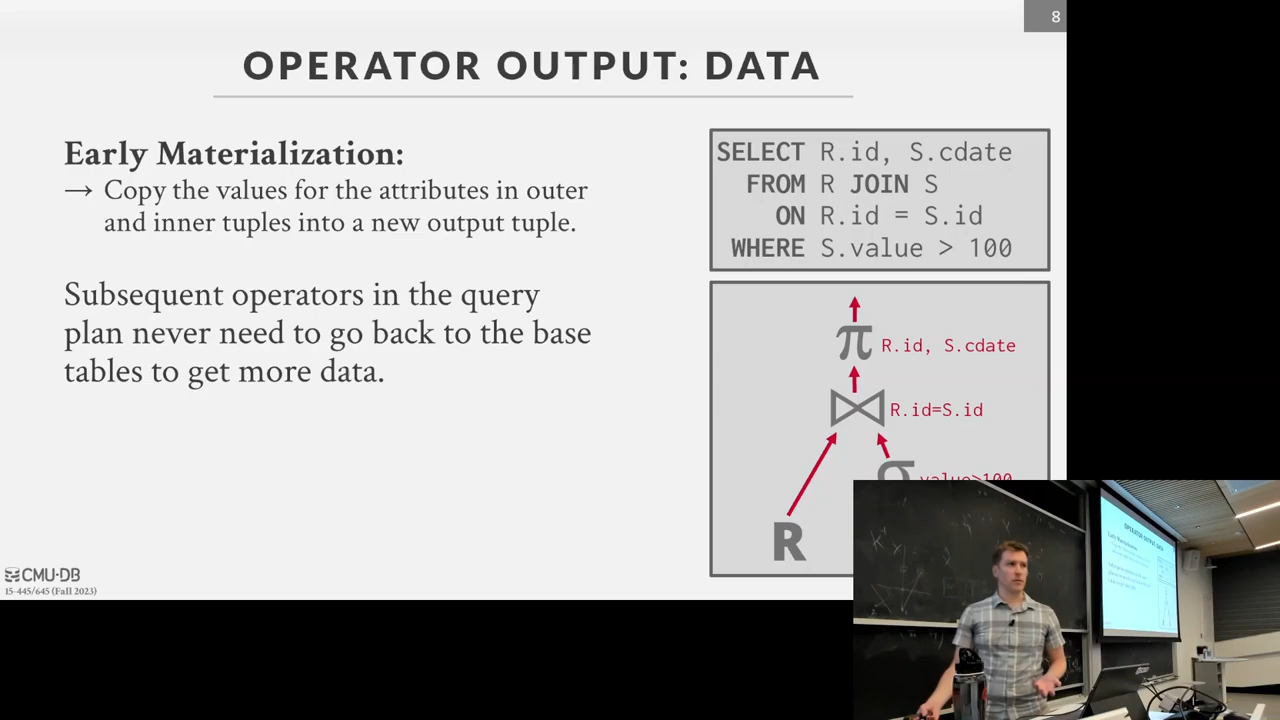 8
OPERATOR OUTPUT: DATA
Early Materialization:
→ Copy the values for the attributes in outer
and inner tuples into a new output tuple.
Subsequent operators in the query
plan never need to go back to the base
tables to get more data.
SELECT R.id, S.cdate
FROM R JOIN S
ON R.id = S.id
WHERE S.value > 100
π R.id, S.cdate
⋈ R.id=S.id
σ value>100
R
CMU·DB
15-445/645 (Fall 2023)
OPERATOR OUTPUT: DATA